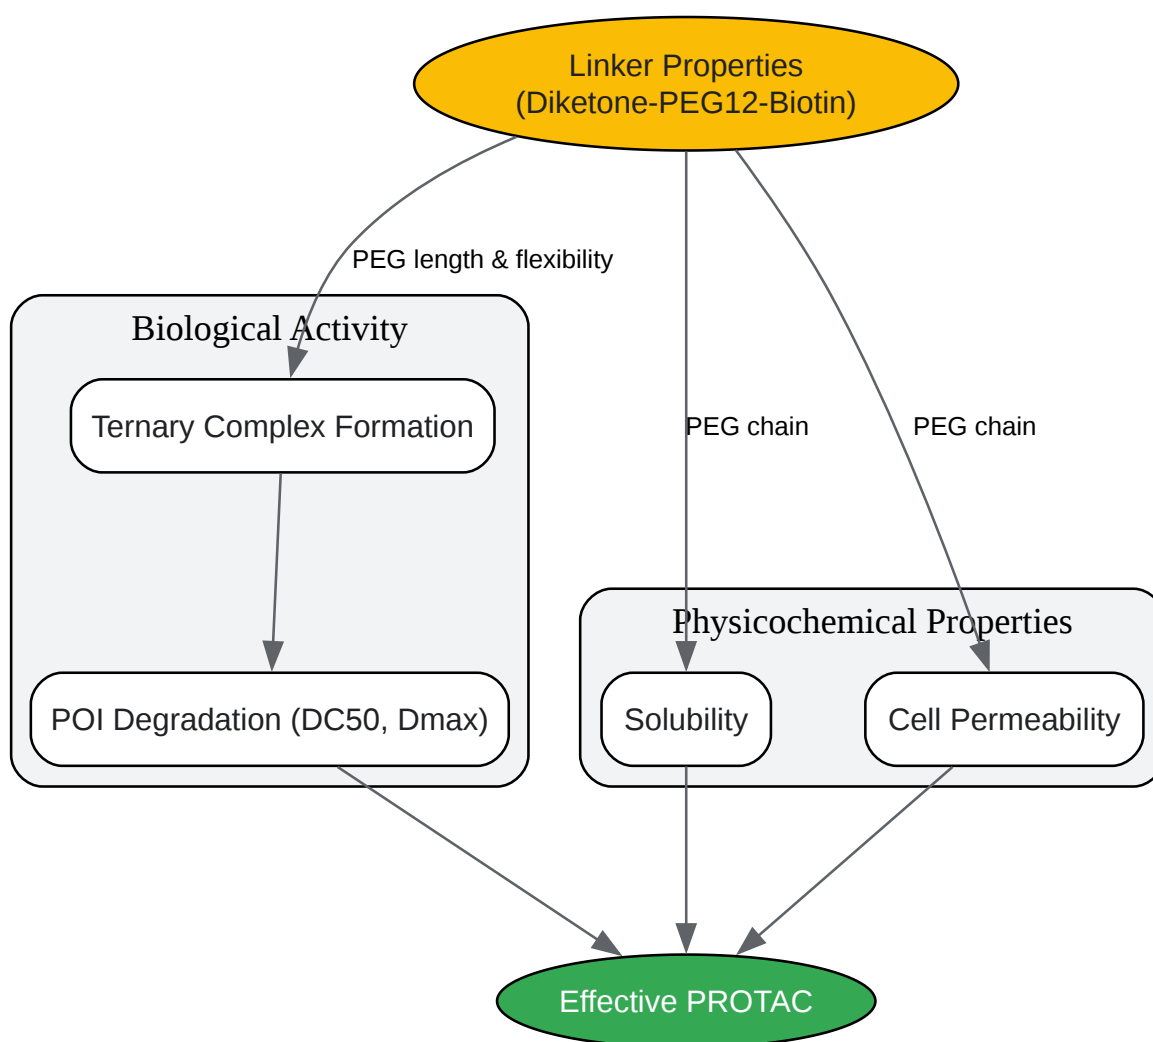 Linker Properties
(Diketone-PEG12-Biotin)
PEG length & flexibility
Biological Activity
Ternary Complex Formation
PEG chain
PEG chain
Physicochemical Properties
POI Degradation (DC50, Dmax)
Solubility
Cell Permeability
Effective PROTAC